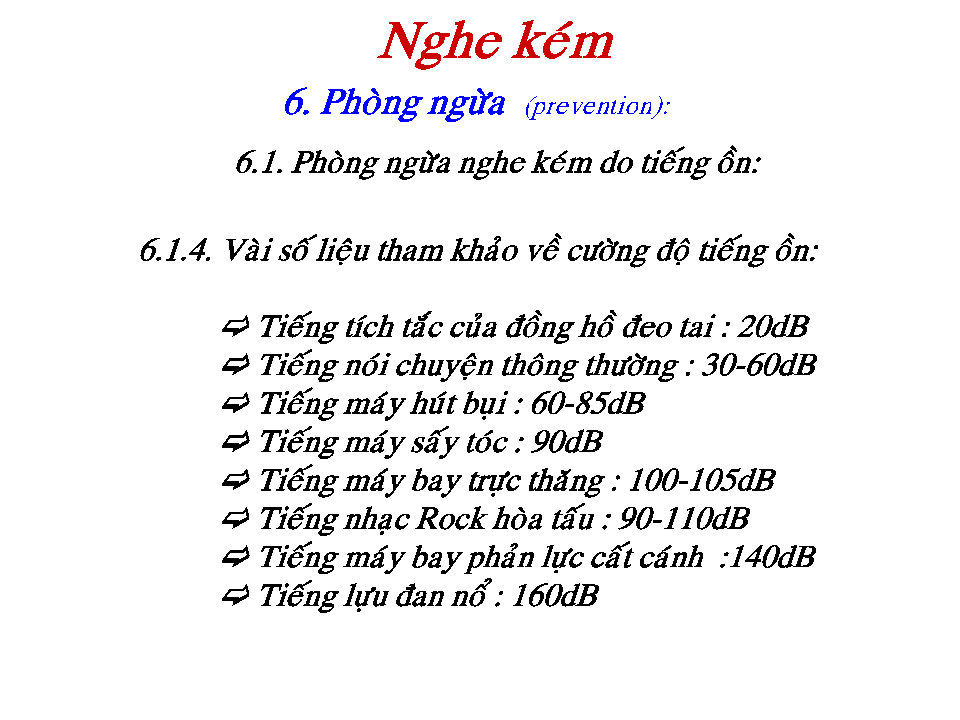 Nghe kém
6. Phòng ngừa (prevention):
6.1. Phòng ngừa nghe kém do tiếng ồn:
6.1.4. Vài số liệu tham khảo về cường độ tiếng ồn:
⇨ Tiếng tích tắc của đồng hồ đeo tai : 20dB
⇨ Tiếng nói chuyện thông thường : 30-60dB
⇨ Tiếng máy hút bụi : 60-85dB
⇨ Tiếng máy sấy tóc : 90dB
⇨ Tiếng máy bay trực thăng : 100-105dB
⇨ Tiếng nhạc Rock hòa tấu : 90-110dB
⇨ Tiếng máy bay phản lực cất cánh :140dB
⇨ Tiếng lựu đan nổ : 160dB